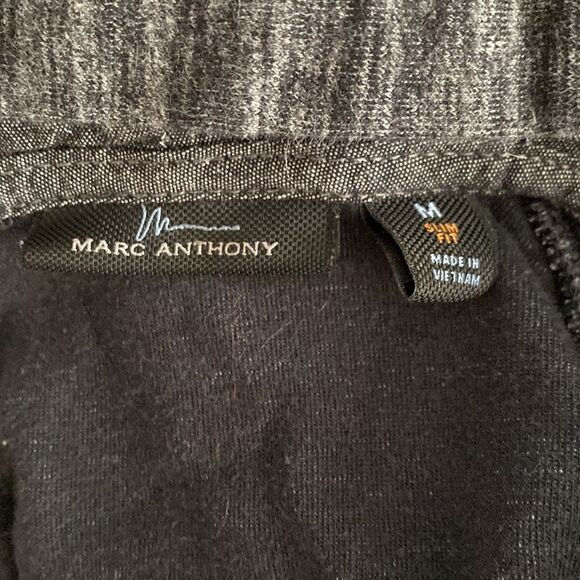 MARC ANTHONY
M
SLIM
FIT
MADE IN
VIETNAM